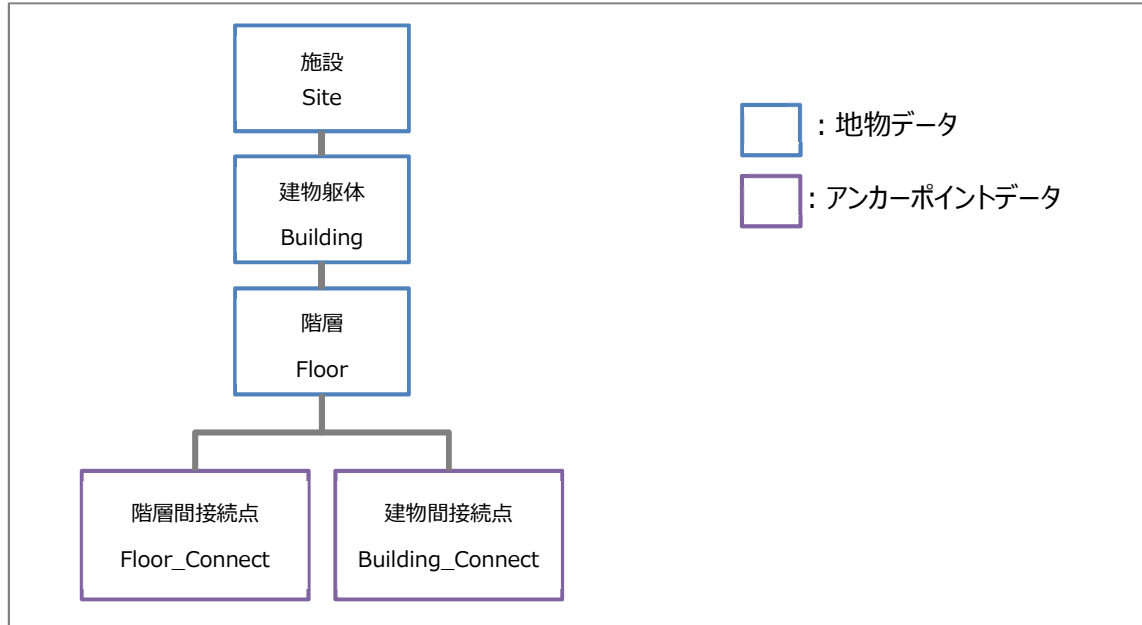 施設
Site
建物躯体
Building
階層
Floor
階層間接続点
Floor_Connect
建物間接続点
Building_Connect
：地物データ
：アンカーポイントデータ